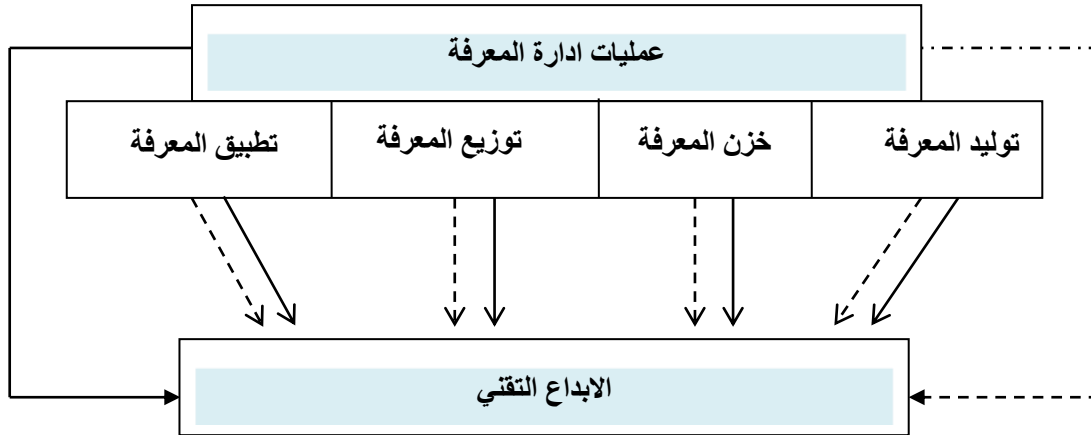 عمليات ادارة المعرفة
توليد المعرفة
خزن المعرفة
توزيع المعرفة
تطبيق المعرفة
الابداع التقني